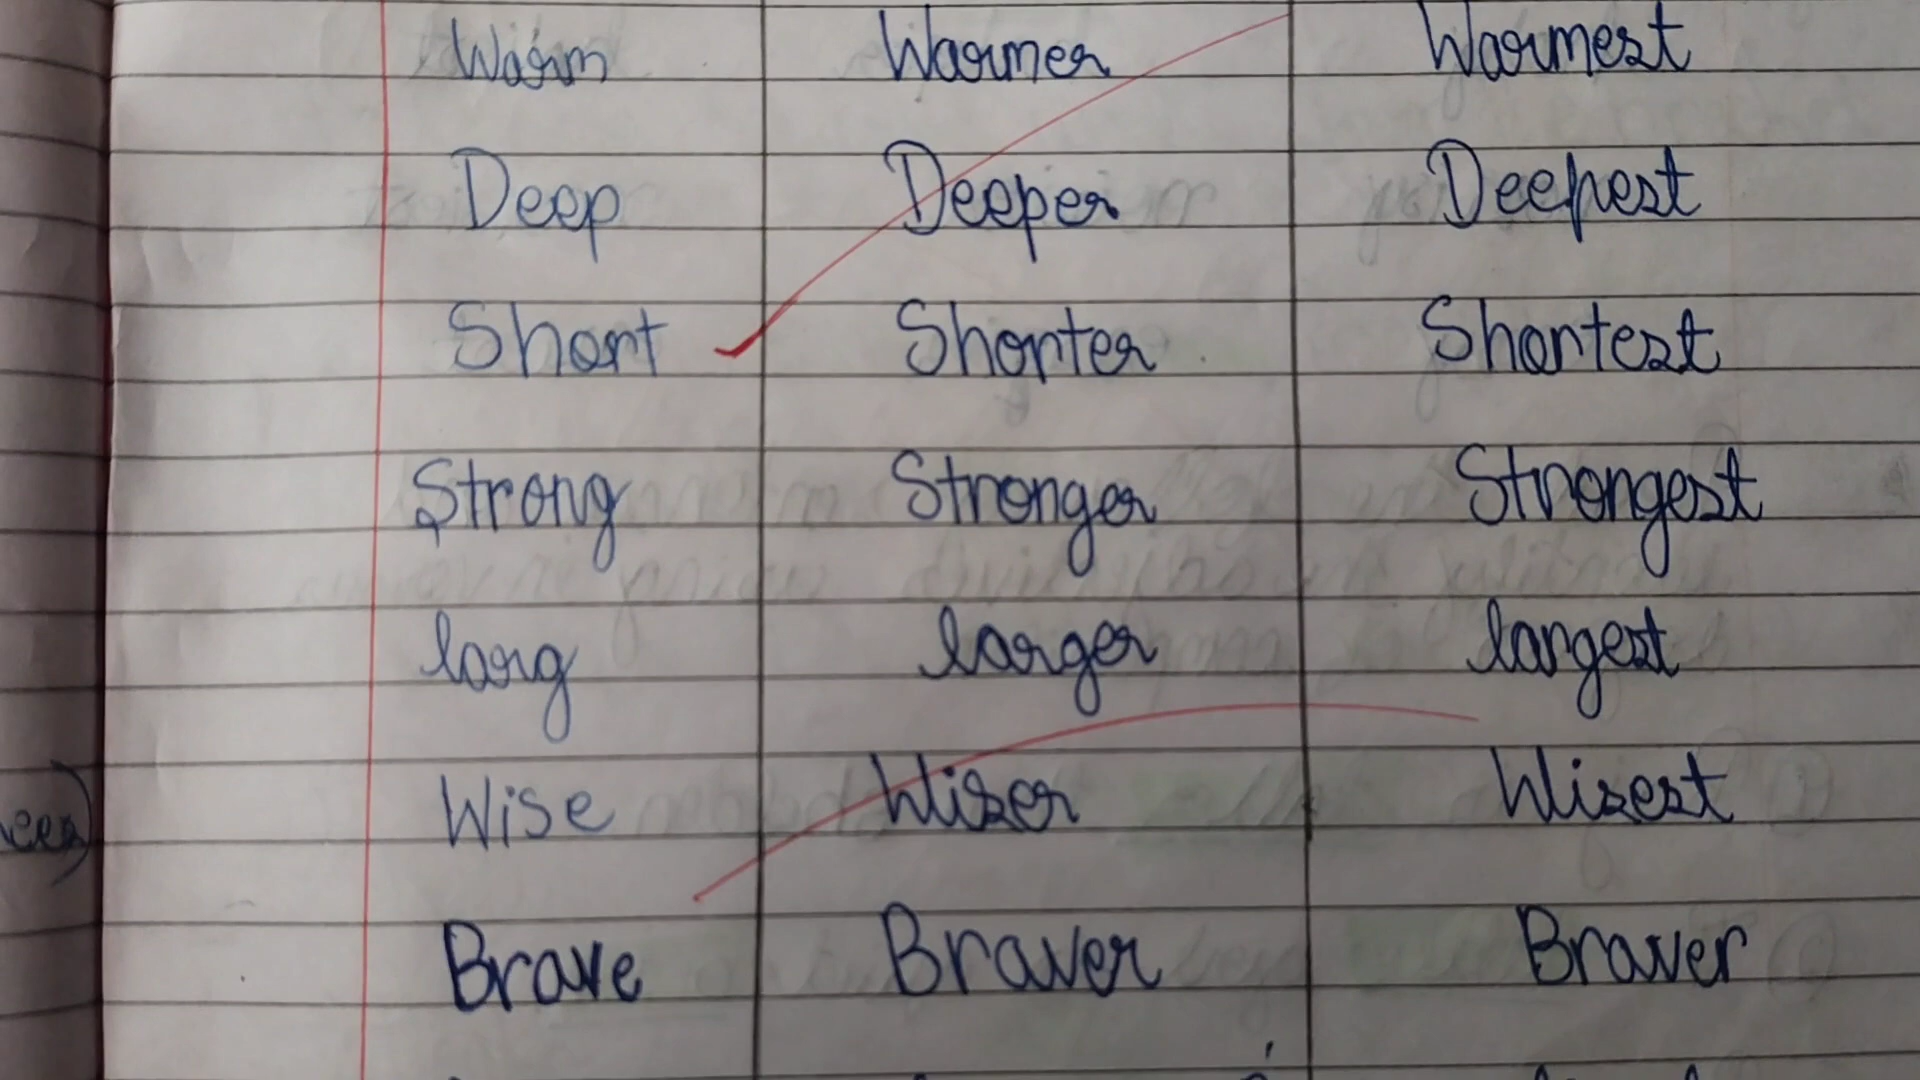 Warm Warmer Warmest
Deep Deeper Deepest
Short Shorter Shortest
Strong Stronger Strongest
larg larger largest
Wise Wiser Wisest
Brave Braver Braver